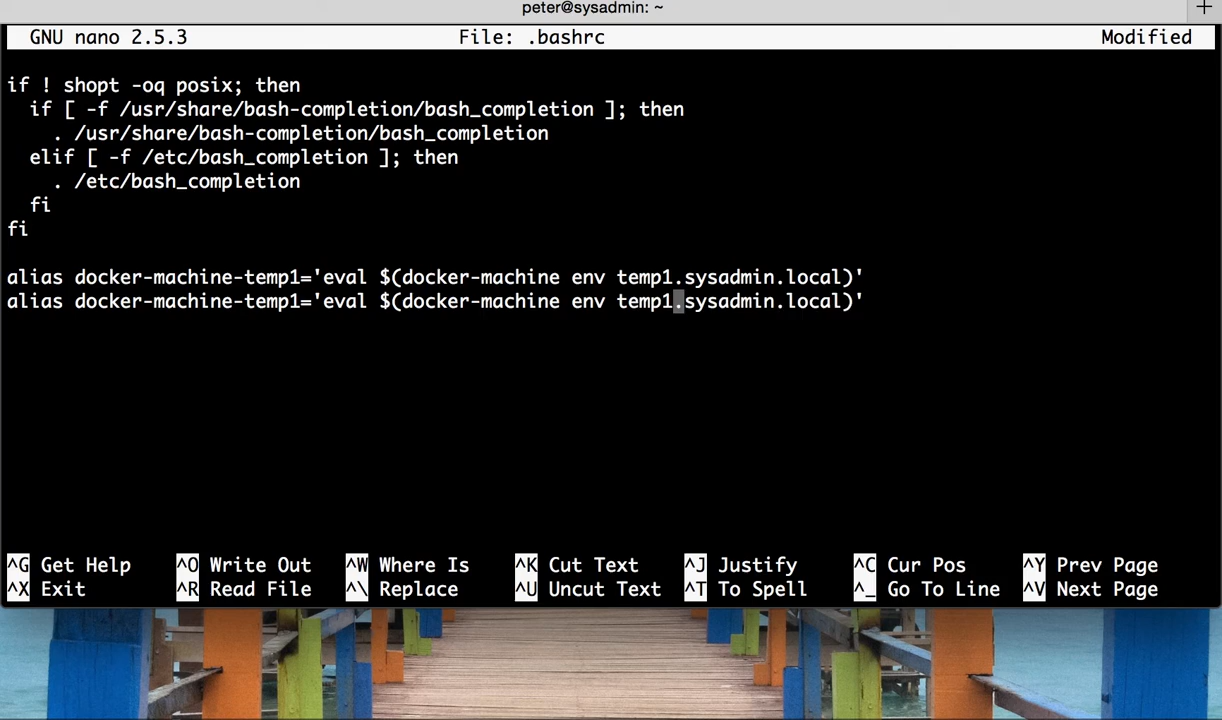 peter@sysadmin: ~
+
GNU nano 2.5.3 File: .bashrc Modified
if ! shopt -oq posix; then
  if [ -f /usr/share/bash-completion/bash_completion ]; then
    . /usr/share/bash-completion/bash_completion
  elif [ -f /etc/bash_completion ]; then
    . /etc/bash_completion
  fi
fi
alias docker-machine-temp1='eval $(docker-machine env temp1.sysadmin.local)'
alias docker-machine-temp1='eval $(docker-machine env temp1.sysadmin.local)'
^G Get Help ^O Write Out ^W Where Is ^K Cut Text ^J Justify ^C Cur Pos ^Y Prev Page
^X Exit ^R Read File ^\ Replace ^U Uncut Text ^T To Spell ^_ Go To Line ^V Next Page